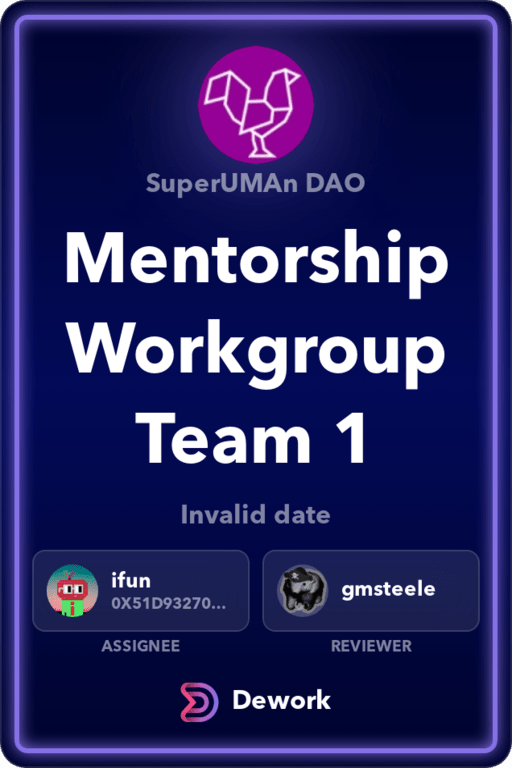 SuperUMAn DAO
Mentorship
Workgroup
Team 1
Invalid date
ifun
0X51D93270...
gmsteele
ASSIGNEE
REVIEWER
Dework